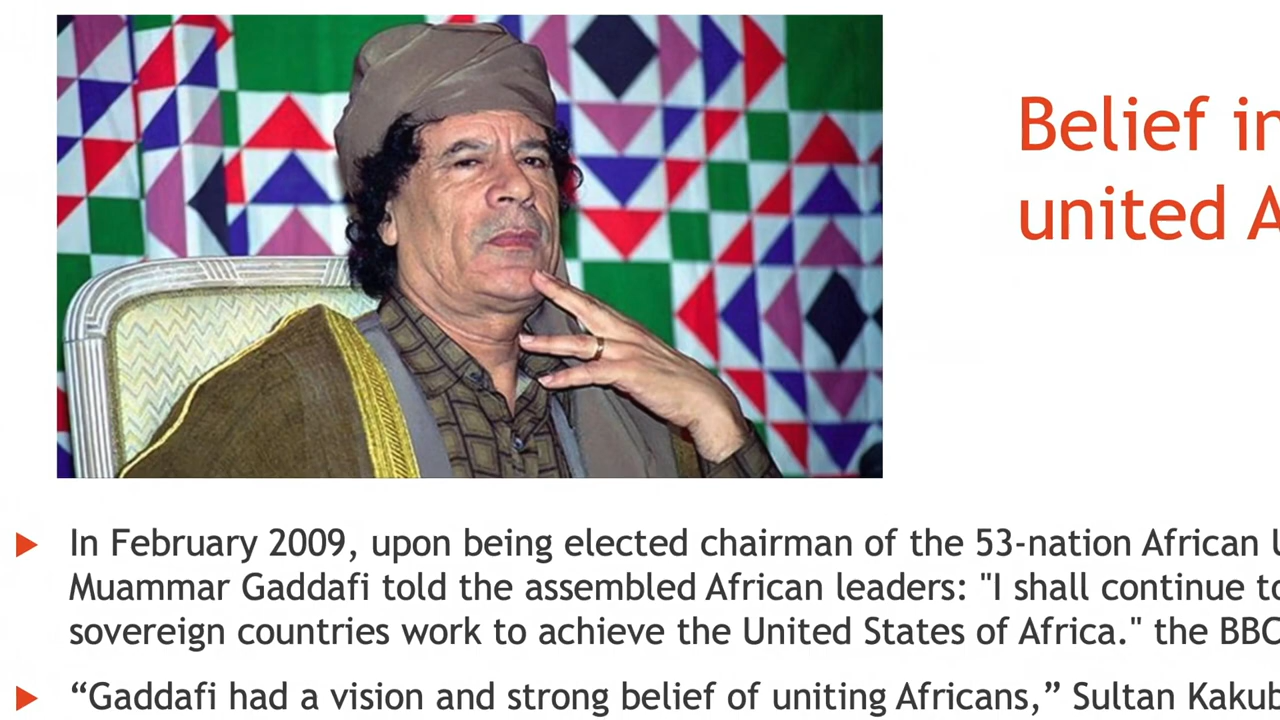 Belief in
united A
In February 2009, upon being elected chairman of the 53-nation African U
Muammar Gaddafi told the assembled African leaders: "I shall continue to
sovereign countries work to achieve the United States of Africa." the BBC
“Gaddafi had a vision and strong belief of uniting Africans,” Sultan Kakub